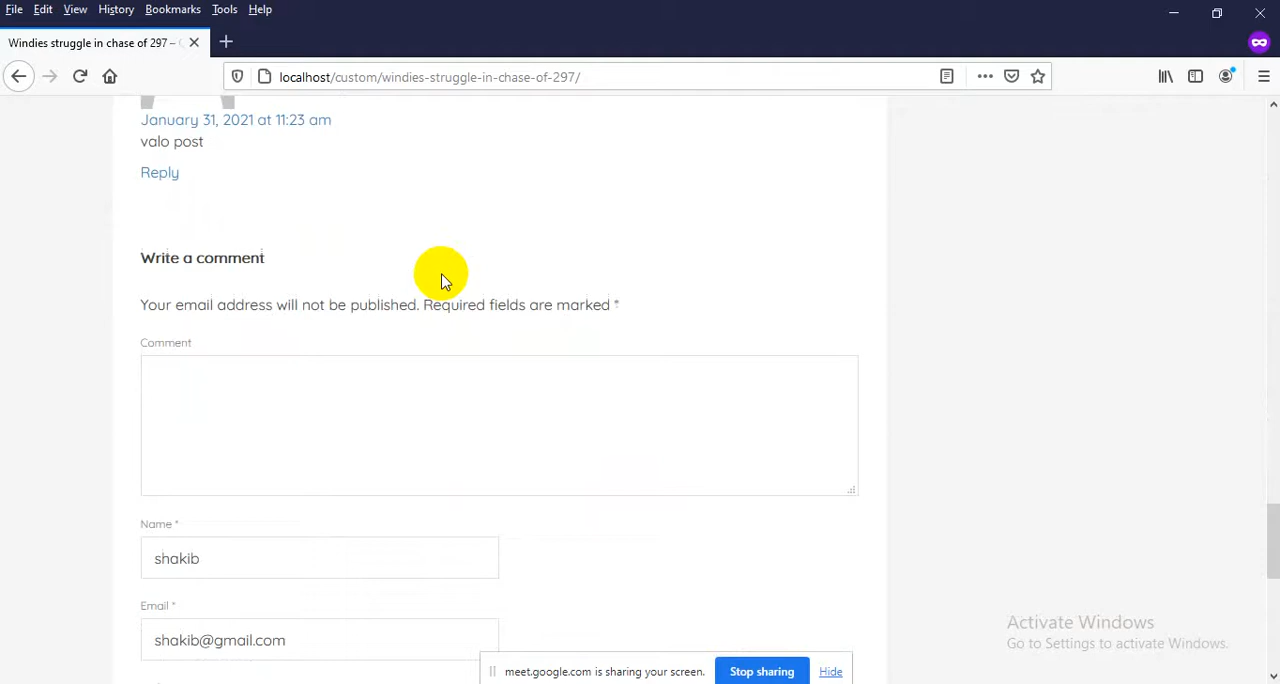 File Edit View History Bookmarks Tools Help
Windies struggle in chase of 297 –
localhost/custom/windies-struggle-in-chase-of-297/
January 31, 2021 at 11:23 am
valo post
Reply
Write a comment
Your email address will not be published. Required fields are marked *
Comment
Name *
shakib
Email *
shakib@gmail.com
Activate Windows
Go to Settings to activate Windows.
meet.google.com is sharing your screen. Stop sharing Hide